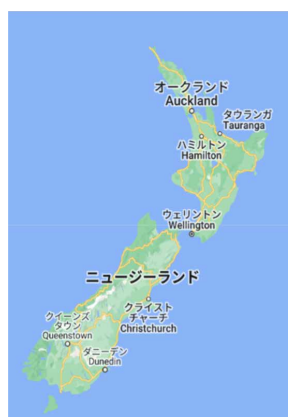 オークランド
Auckland
タウランガ
Tauranga
ハミルトン
Hamilton
ウェリントン
Wellington
ニュージーランド
クライスト
チャーチ
Christchurch
クイーンズ
タウン
Queenstown
ダニーデン
Dunedin